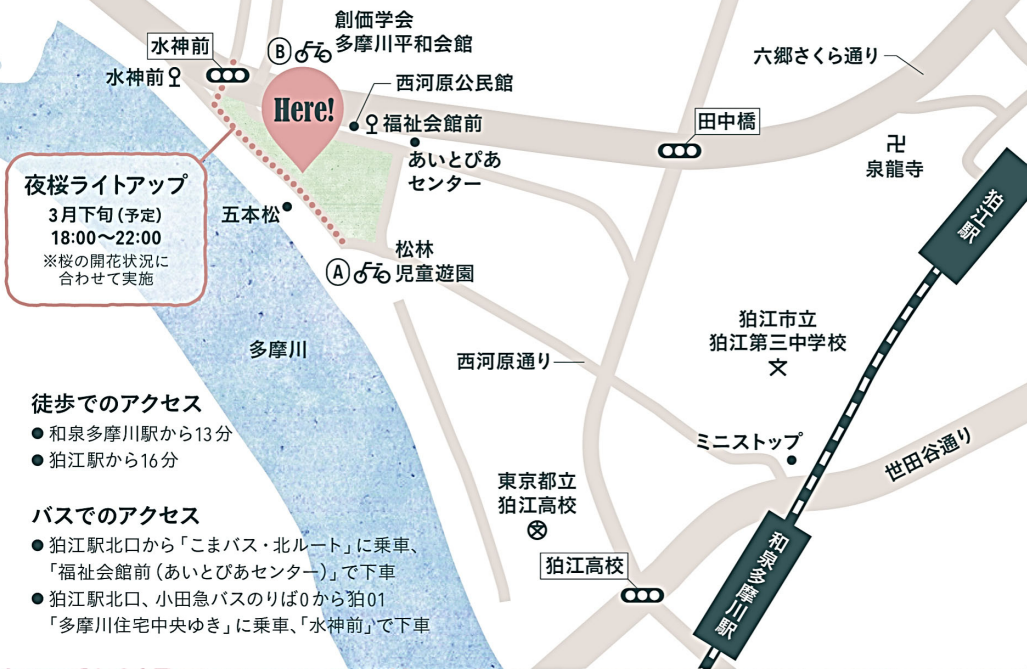 創価学会
多摩川平和会館
B
水神前
水神前
西河原公民館
Here!
福祉会館前
あいとぴあ
センター
六郷さくら通り
田中橋
卍
泉龍寺
狛江駅
夜桜ライトアップ
3月下旬(予定)
18:00〜22:00
※桜の開花状況に
合わせて実施
五本松
A
松林
児童遊園
多摩川
西河原通り
狛江市立
狛江第三中学校
文
ミニストップ
世田谷通り
東京都立
狛江高校
文
狛江高校
和泉多摩川駅
徒歩でのアクセス
● 和泉多摩川駅から13分
● 狛江駅から16分
バスでのアクセス
● 狛江駅北口から「こまバス・北ルート」に乗車、
「福祉会館前(あいとぴあセンター)」で下車
● 狛江駅北口、小田急バスのりば0から狛01
「多摩川住宅中央ゆき」に乗車、「水神前」で下車